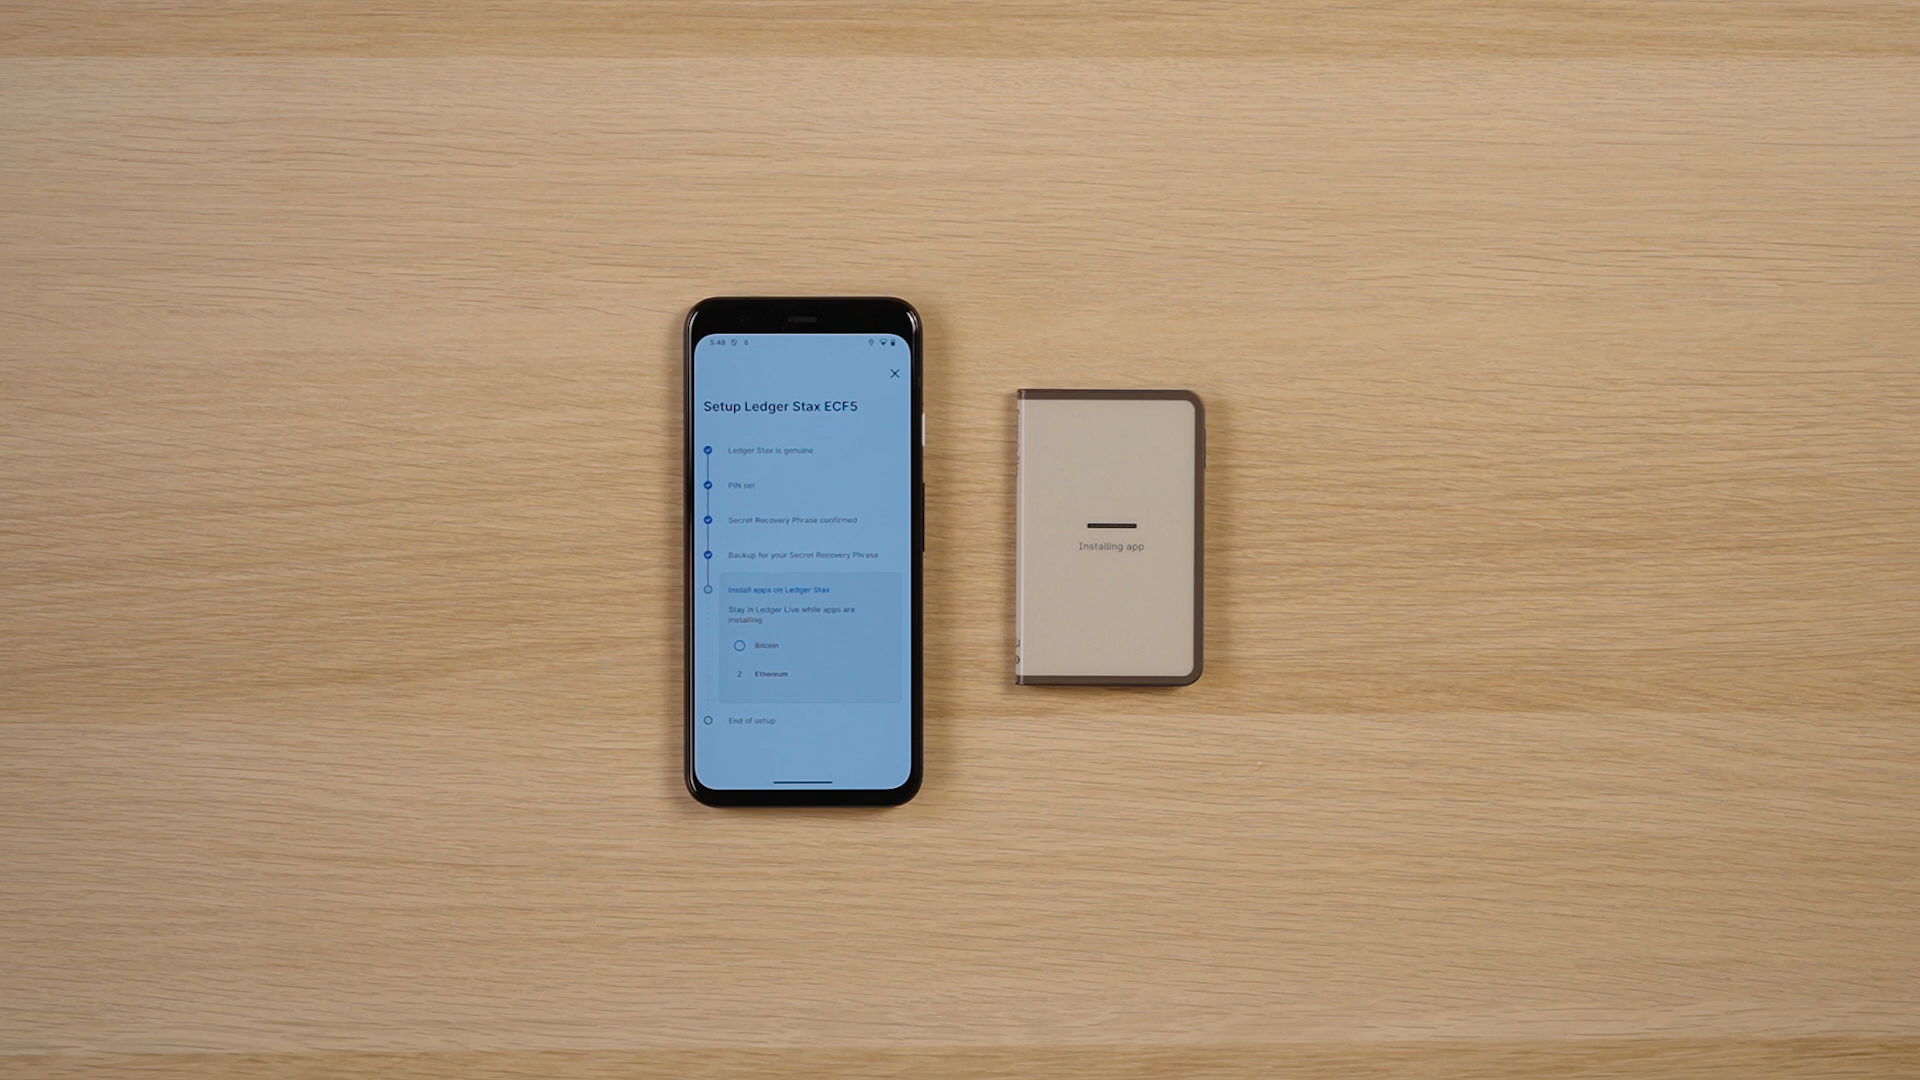 5:48
Setup Ledger Stax ECF5
Ledger Stax is genuine
PIN set
Secret Recovery Phrase confirmed
Backup for your Secret Recovery Phrase
Install apps on Ledger Stax
Stay in Ledger Live while apps are
installing.
Bitcoin
2 Ethereum
End of setup
Installing app